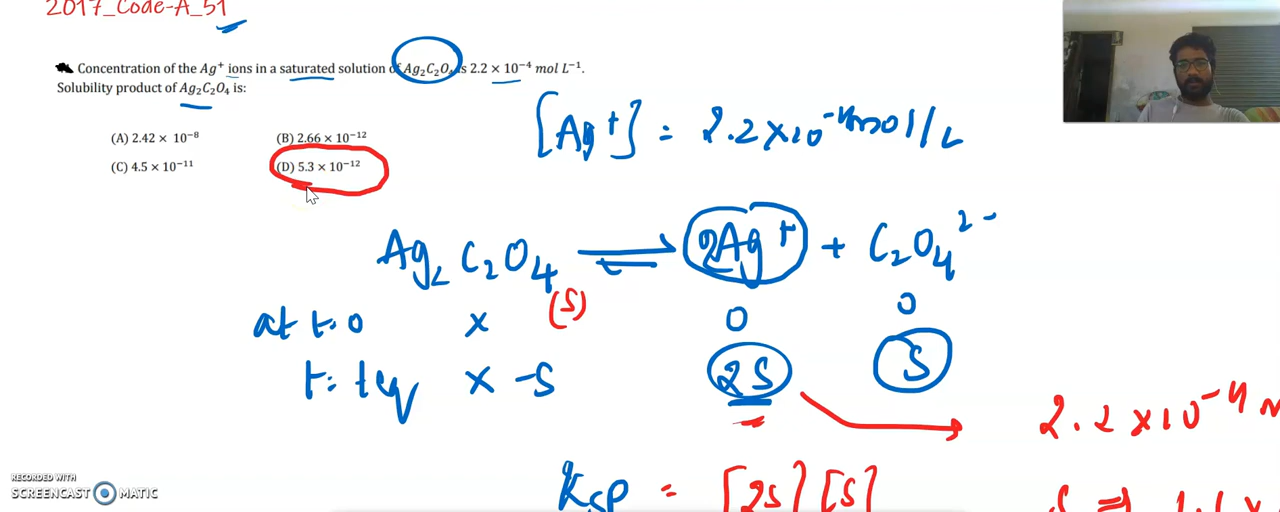 2017_Code-A_51
Concentration of the Ag⁺ ions in a saturated solution of Ag₂C₂O₄ is 2.2 × 10⁻⁴ mol L⁻¹.
Solubility product of Ag₂C₂O₄ is:
(A) 2.42 × 10⁻⁸ (B) 2.66 × 10⁻¹²
(C) 4.5 × 10⁻¹¹ (D) 5.3 × 10⁻¹²
[Ag⁺] = 2.2×10⁻⁴ mol/L
Ag₂C₂O₄ ⇌ 2Ag⁺ + C₂O₄²⁻
(S)
at t=0 x 0 0
t=teq x -S 2S S
2.2×10⁻⁴
Ksp = [2S][S]
S ⇒ 1.1×
RECORDED WITH
SCREENCAST MATIC